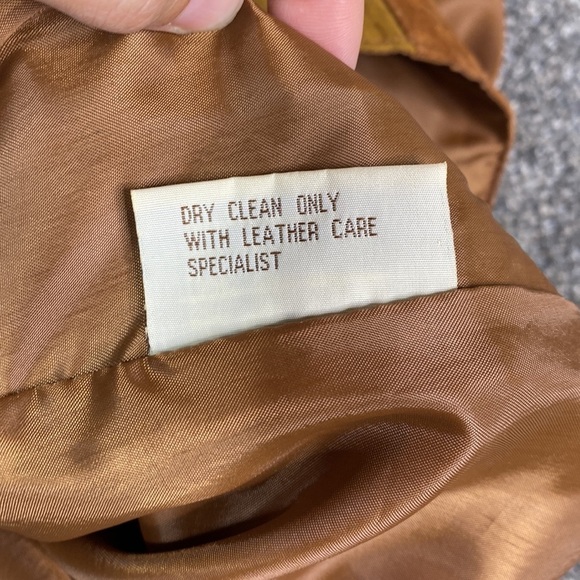 DRY CLEAN ONLY
WITH LEATHER CARE
SPECIALIST